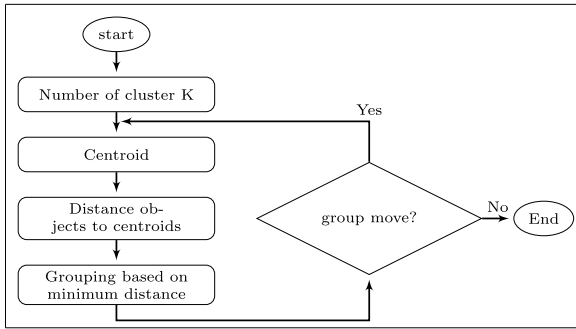 start
Number of cluster K
Centroid
Distance ob-
jects to centroids
Grouping based on
minimum distance
Yes
group move?
No
End